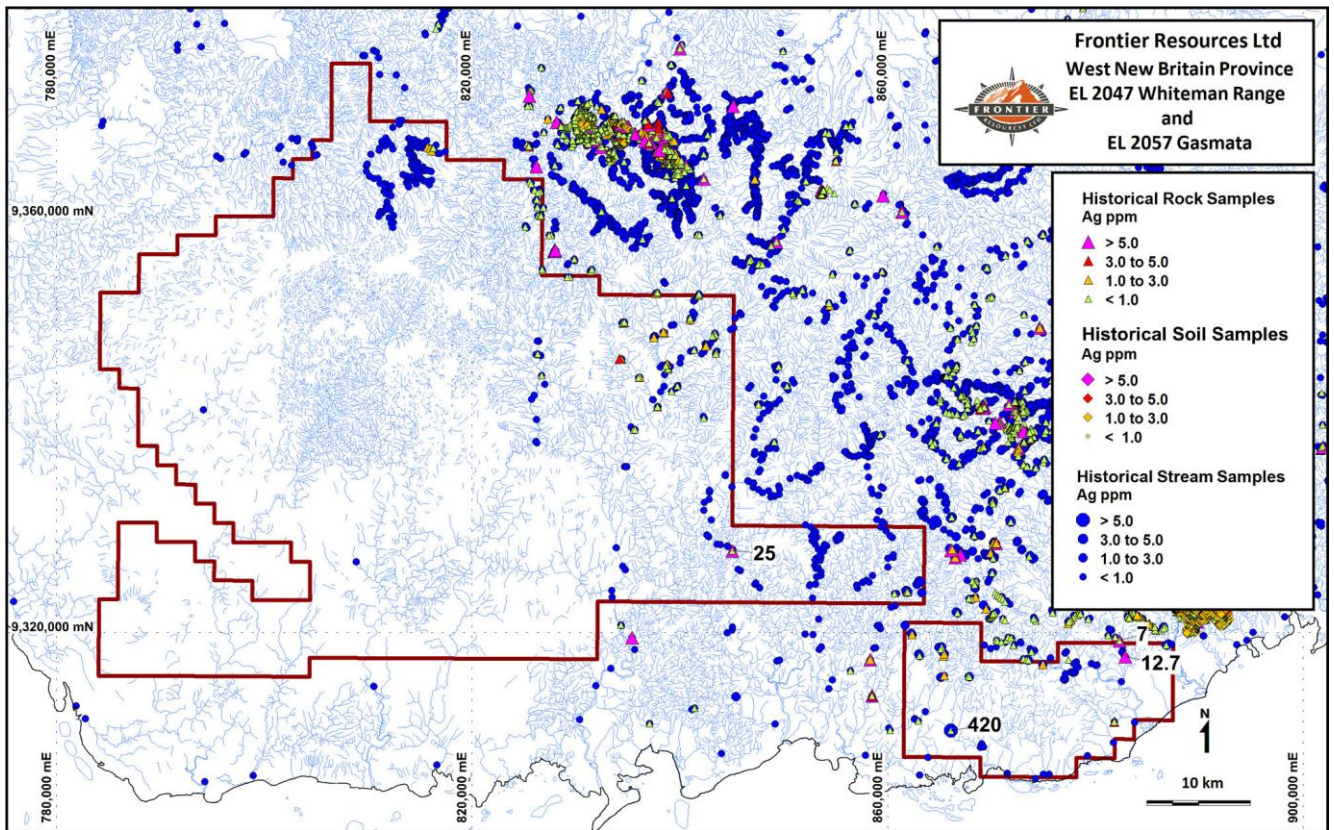 780,000 mE
820,000 mE
860,000 mE
Frontier Resources Ltd
West New Britain Province
EL 2047 Whiteman Range
and
EL 2057 Gasmata
FRONTIER
RESOURCES LTD
Historical Rock Samples
Ag ppm
> 5.0
3.0 to 5.0
1.0 to 3.0
< 1.0
Historical Soil Samples
Ag ppm
> 5.0
3.0 to 5.0
1.0 to 3.0
< 1.0
Historical Stream Samples
Ag ppm
> 5.0
3.0 to 5.0
1.0 to 3.0
< 1.0
9,360,000 mN
25
9,320,000 mN
7
12.7
420
N
10 km
780,000 mE
820,000 mE
860,000 mE
900,000 mE